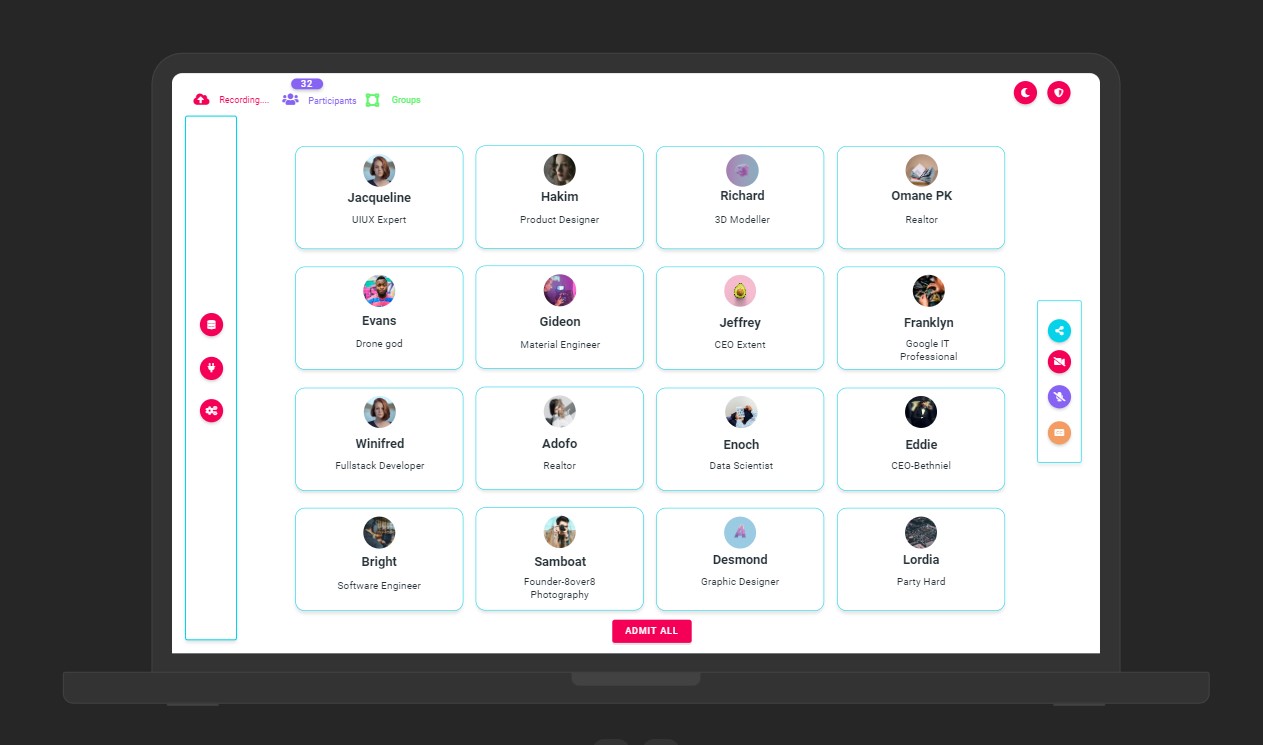 32
Recording....
Participants
Groups
Jacqueline
UIUX Expert
Hakim
Product Designer
Richard
3D Modeller
Omane PK
Realtor
Evans
Drone god
Gideon
Material Engineer
Jeffrey
CEO Extent
Franklyn
Google IT
Professional
Winifred
Fullstack Developer
Adofo
Realtor
Enoch
Data Scientist
Eddie
CEO-Bethniel
Bright
Software Engineer
Samboat
Founder-8over8
Photography
Desmond
Graphic Designer
Lordia
Party Hard
ADMIT ALL